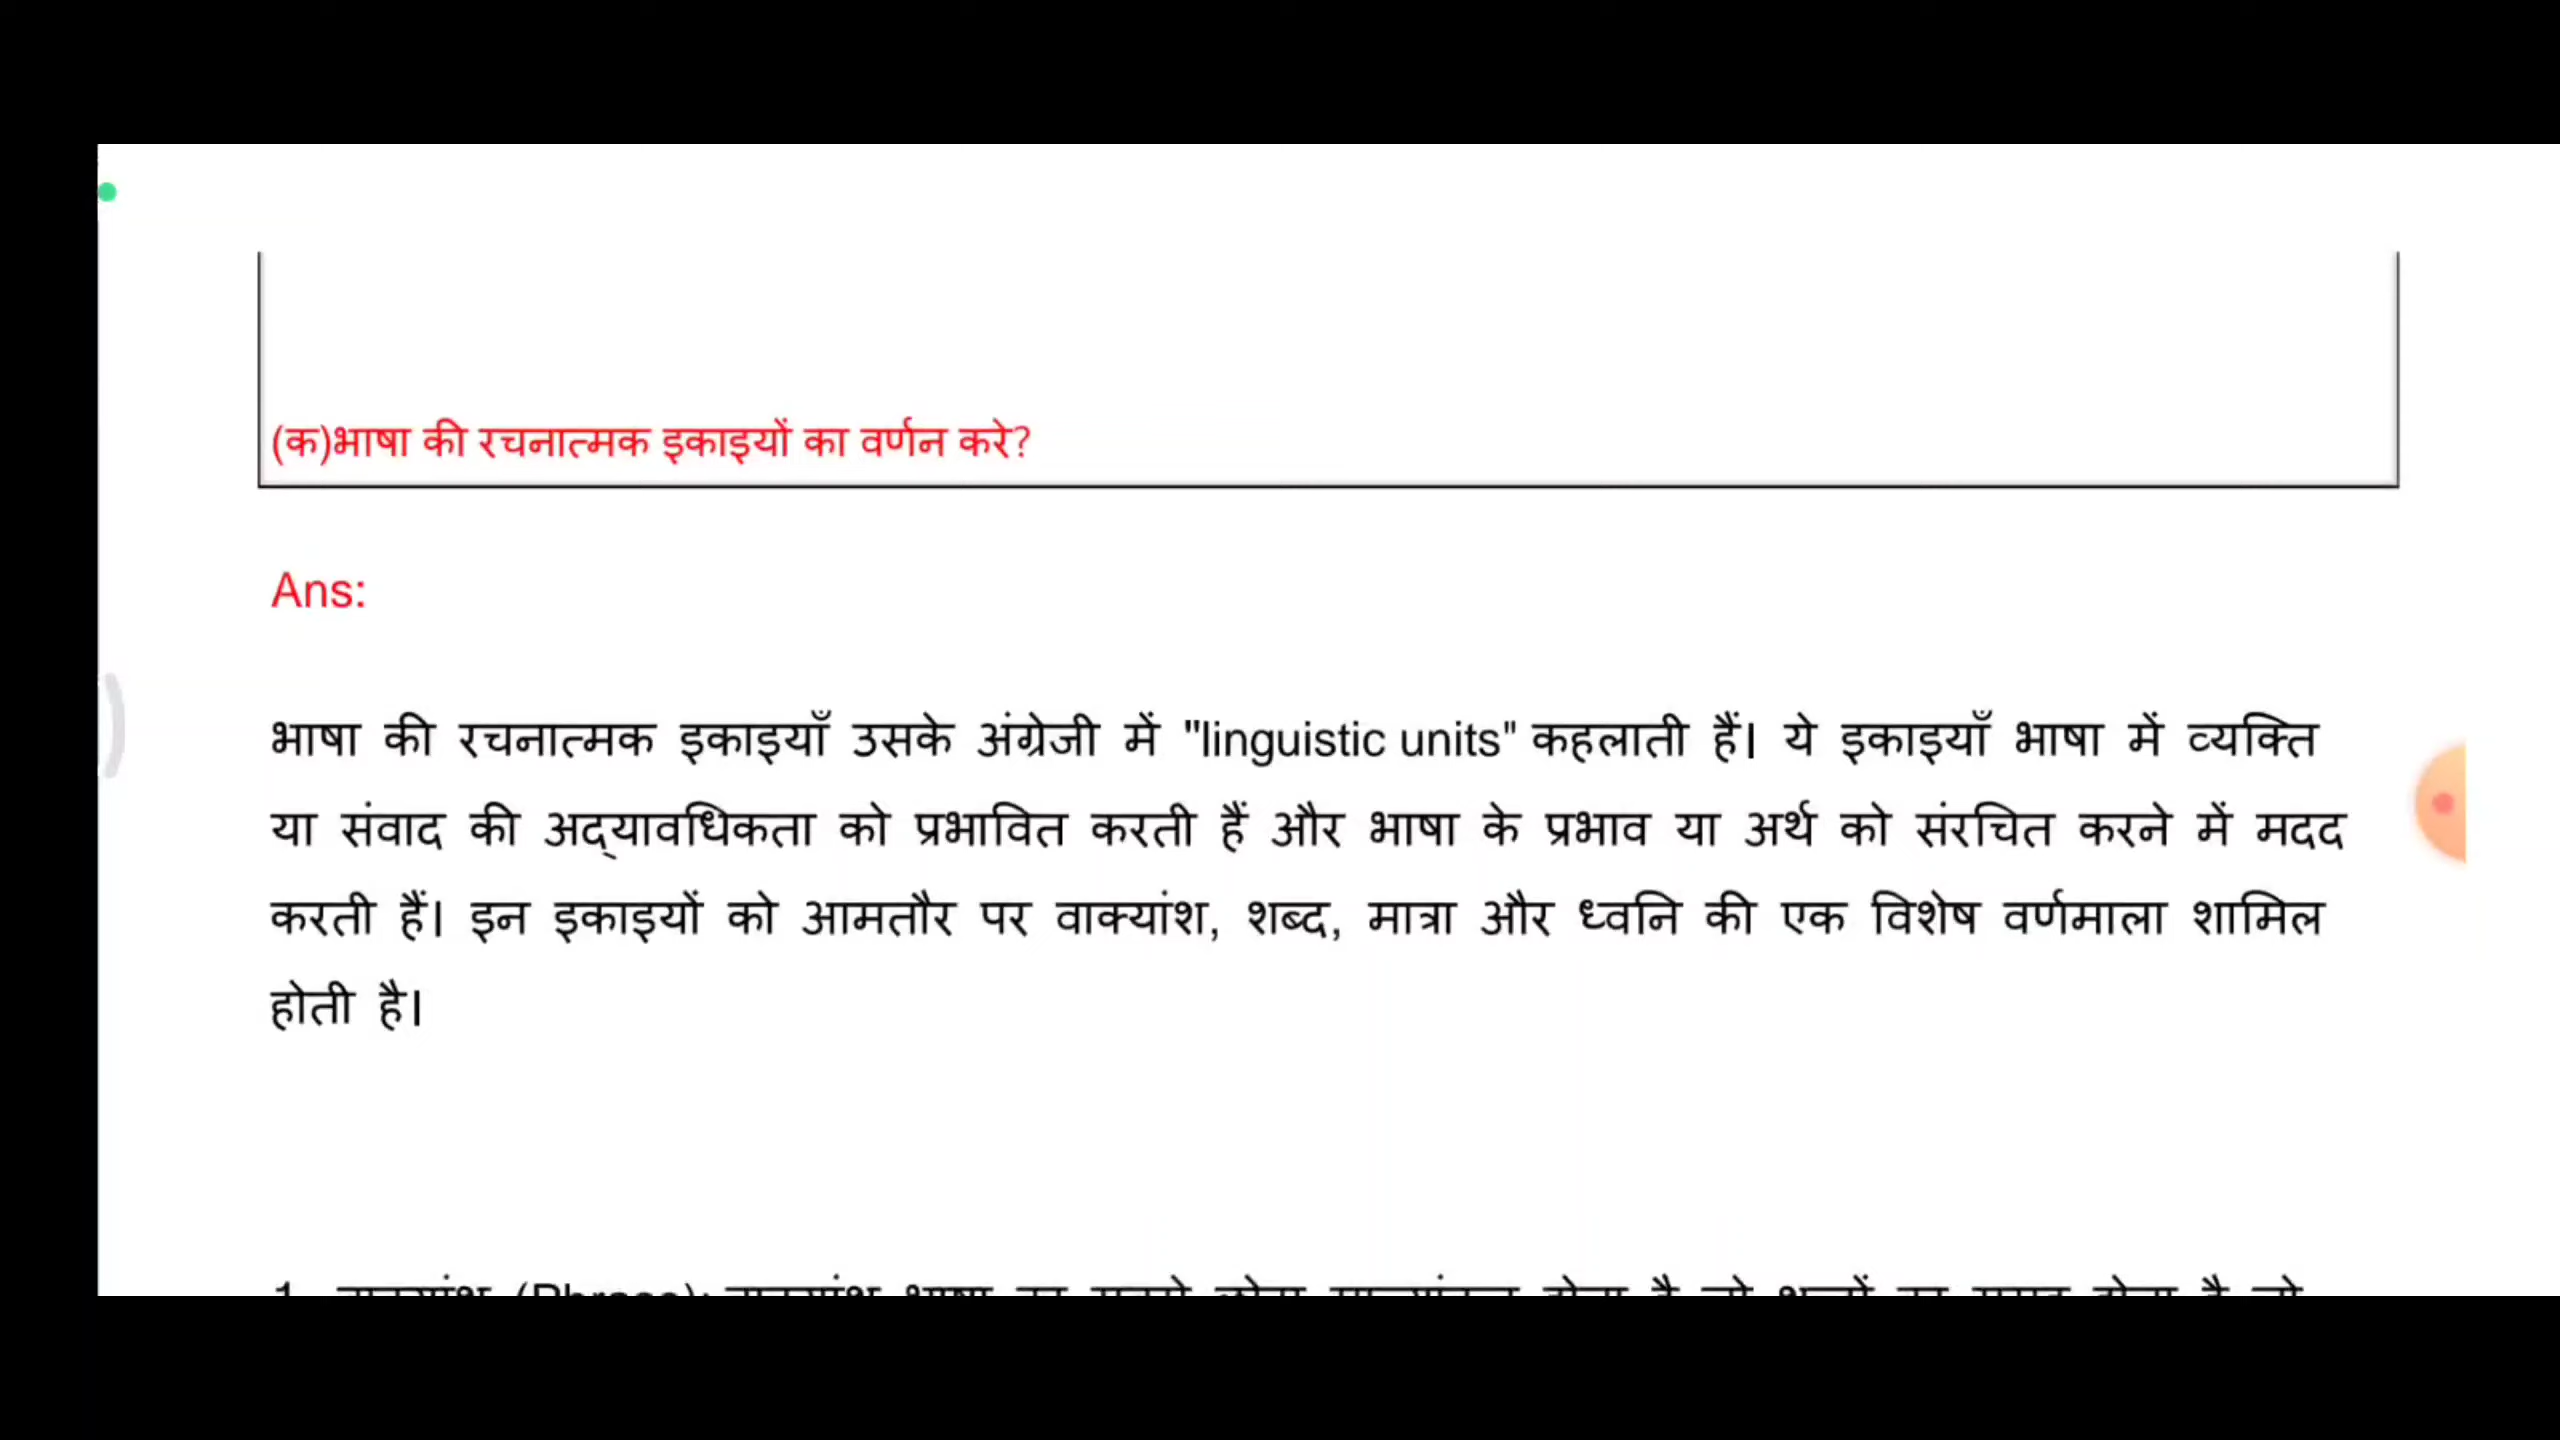 (क)भाषा की रचनात्मक इकाइयों का वर्णन करे?
Ans:
भाषा की रचनात्मक इकाइयाँ उसके अंग्रेजी में "linguistic units" कहलाती हैं। ये इकाइयाँ भाषा में व्यक्ति
या संवाद की अद्यावधिकता को प्रभावित करती हैं और भाषा के प्रभाव या अर्थ को संरचित करने में मदद
करती हैं। इन इकाइयों को आमतौर पर वाक्यांश, शब्द, मात्रा और ध्वनि की एक विशेष वर्णमाला शामिल
होती है।
1. वाक्यांश (Phrase): वाक्यांश भाषा का